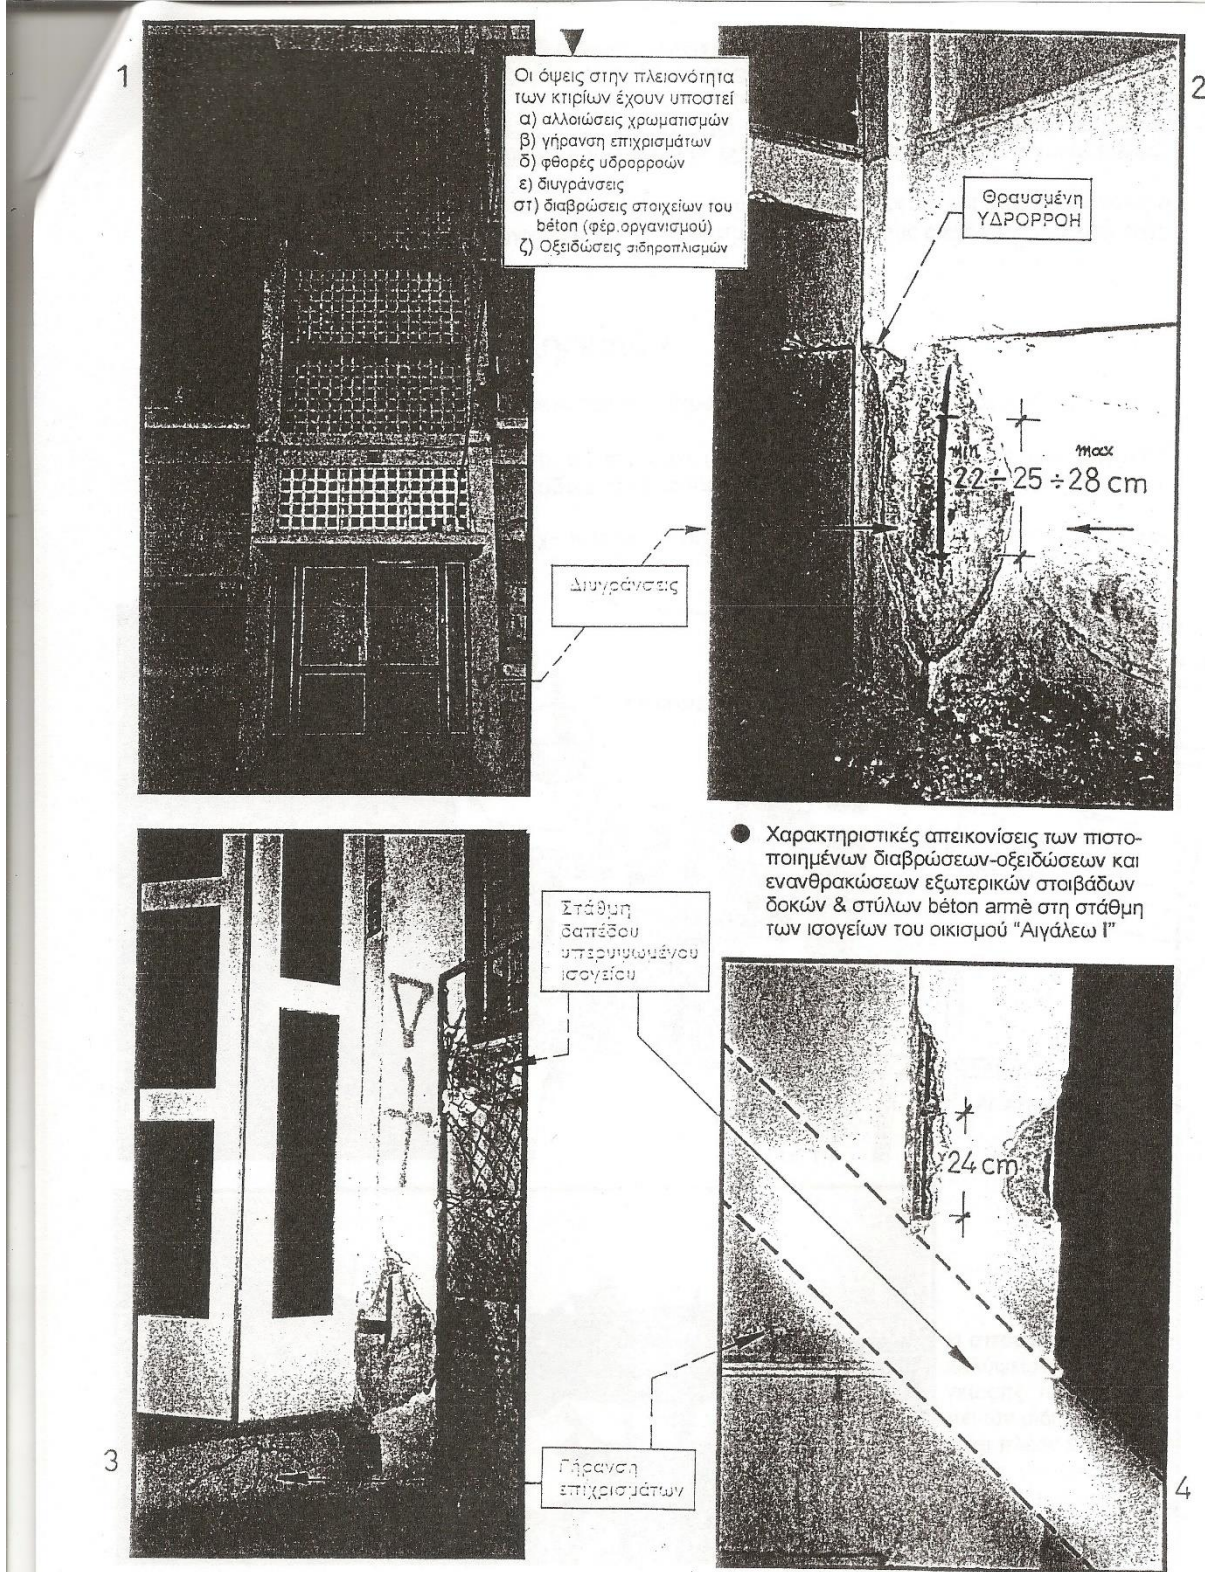 1
Οι όψεις στην πλειονότητα
των κτιρίων έχουν υποστεί
α) αλλοιώσεις χρωματισμών
β) γήρανση επιχρισμάτων
δ) φθορές υδρορροών
ε) διυγράνσεις
στ) διαβρώσεις στοιχείων του
béton (φέρ.οργανισμού)
ζ) Οξειδώσεις σιδηροπλισμών
2
Θραυσμένη
ΥΔΡΟΡΡΟΗ
min max
22÷25÷28 cm
Διυγράνσεις
● Χαρακτηριστικές απεικονίσεις των πιστο-
ποιημένων διαβρώσεων-οξειδώσεων και
ενανθρακώσεων εξωτερικών στοιβάδων
δοκών & στύλων béton armè στη στάθμη
των ισογείων του οικισμού "Αιγάλεω Ι"
Στάθμη
δαπέδου
υπερυψωμένου
ισογείου
24 cm
3
Γήρανση
επιχρισμάτων
4